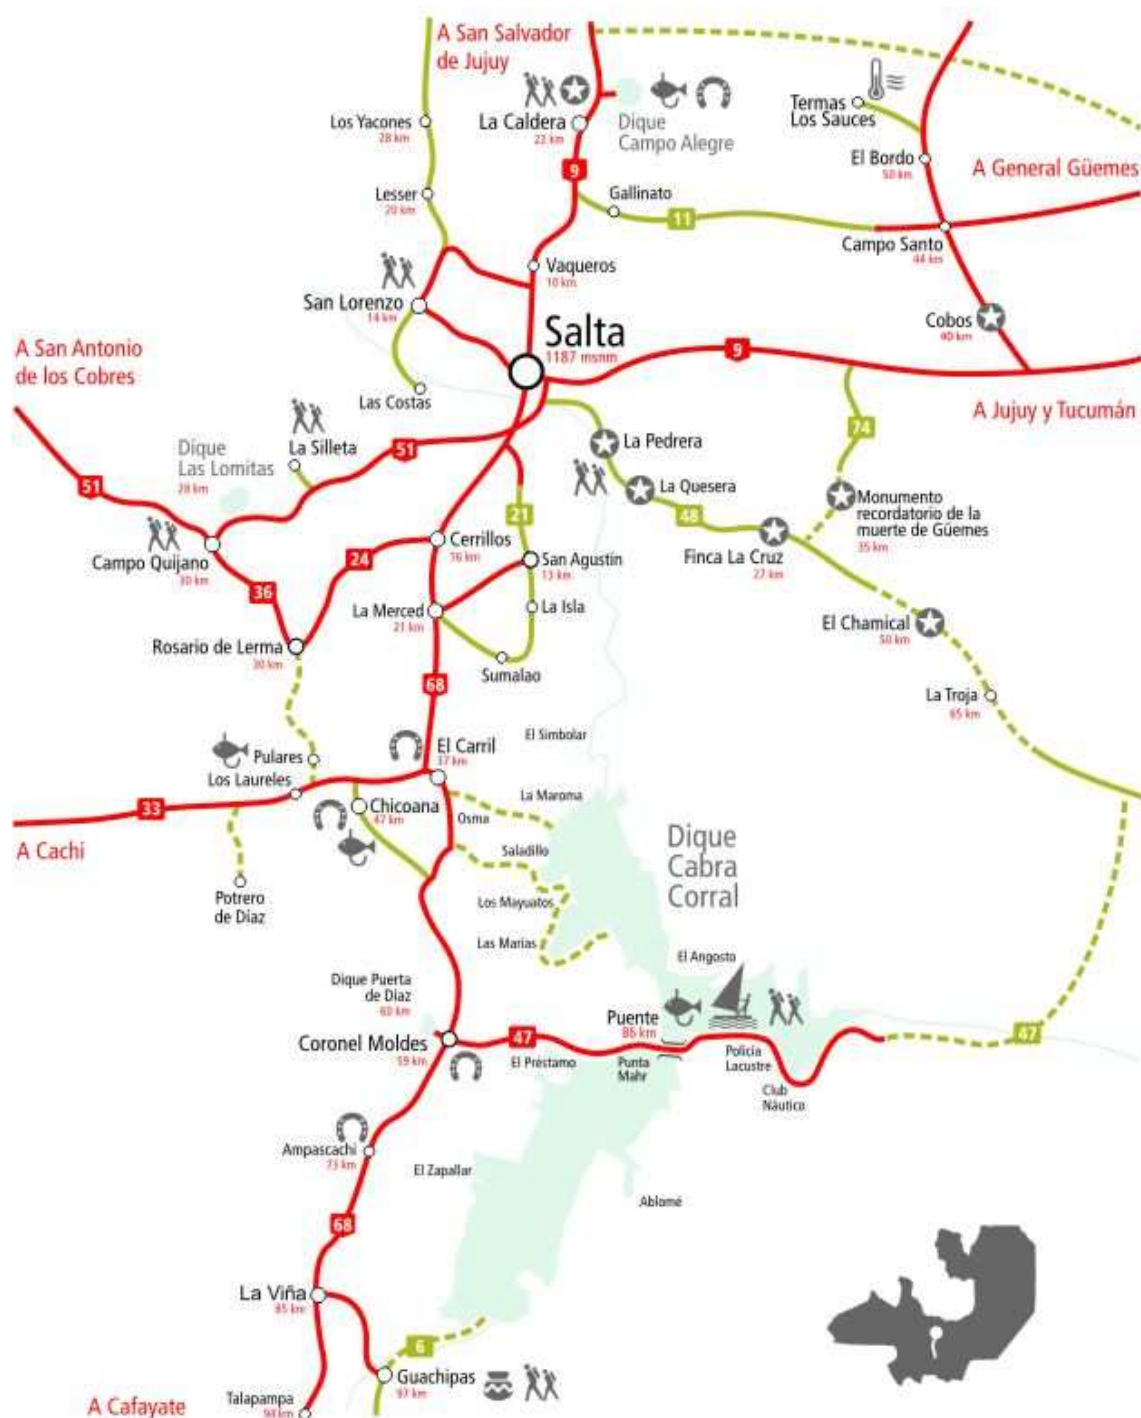 A San Salvador
de Jujuy
La Caldera
22 km
Dique
Campo Alegre
Termas
Los Sauces
El Bordo
50 km
A General Güemes
Los Yacones
28 km
Lesser
20 km
9
Gallinato
11
Campo Santo
44 km
Vaqueros
10 km
San Lorenzo
14 km
Salta
1187 msnm
Cobos
40 km
9
A San Antonio
de los Cobres
A Jujuy y Tucumán
Las Costas
La Silleta
Dique
Las Lomitas
28 km
51
51
La Pedrera
74
La Quesera
48
Monumento
recordatorio de la
muerte de Güemes
35 km
Finca La Cruz
27 km
21
Cerrillos
16 km
San Agustín
13 km
Campo Quijano
30 km
24
36
La Merced
21 km
La Isla
El Chamical
50 km
Rosario de Lerma
30 km
Sumalao
68
La Troja
65 km
El Simbolar
El Carril
37 km
Pulares
Los Laureles
La Maroma
33
Chicoana
47 km
Osma
A Cachi
Saladillo
Dique
Cabra
Corral
Potrero
de Díaz
Los Mayuatos
Las Marías
El Angosto
Dique Puerta
de Díaz
60 km
Puente
86 km
Coronel Moldes
59 km
47
47
El Préstamo
Punta
Mahr
Policía
Lacustre
Club
Náutico
Ampascachi
73 km
El Zapallar
Ablomé
68
La Viña
85 km
6
Guachipas
97 km
Talapampa
98 km
A Cafayate